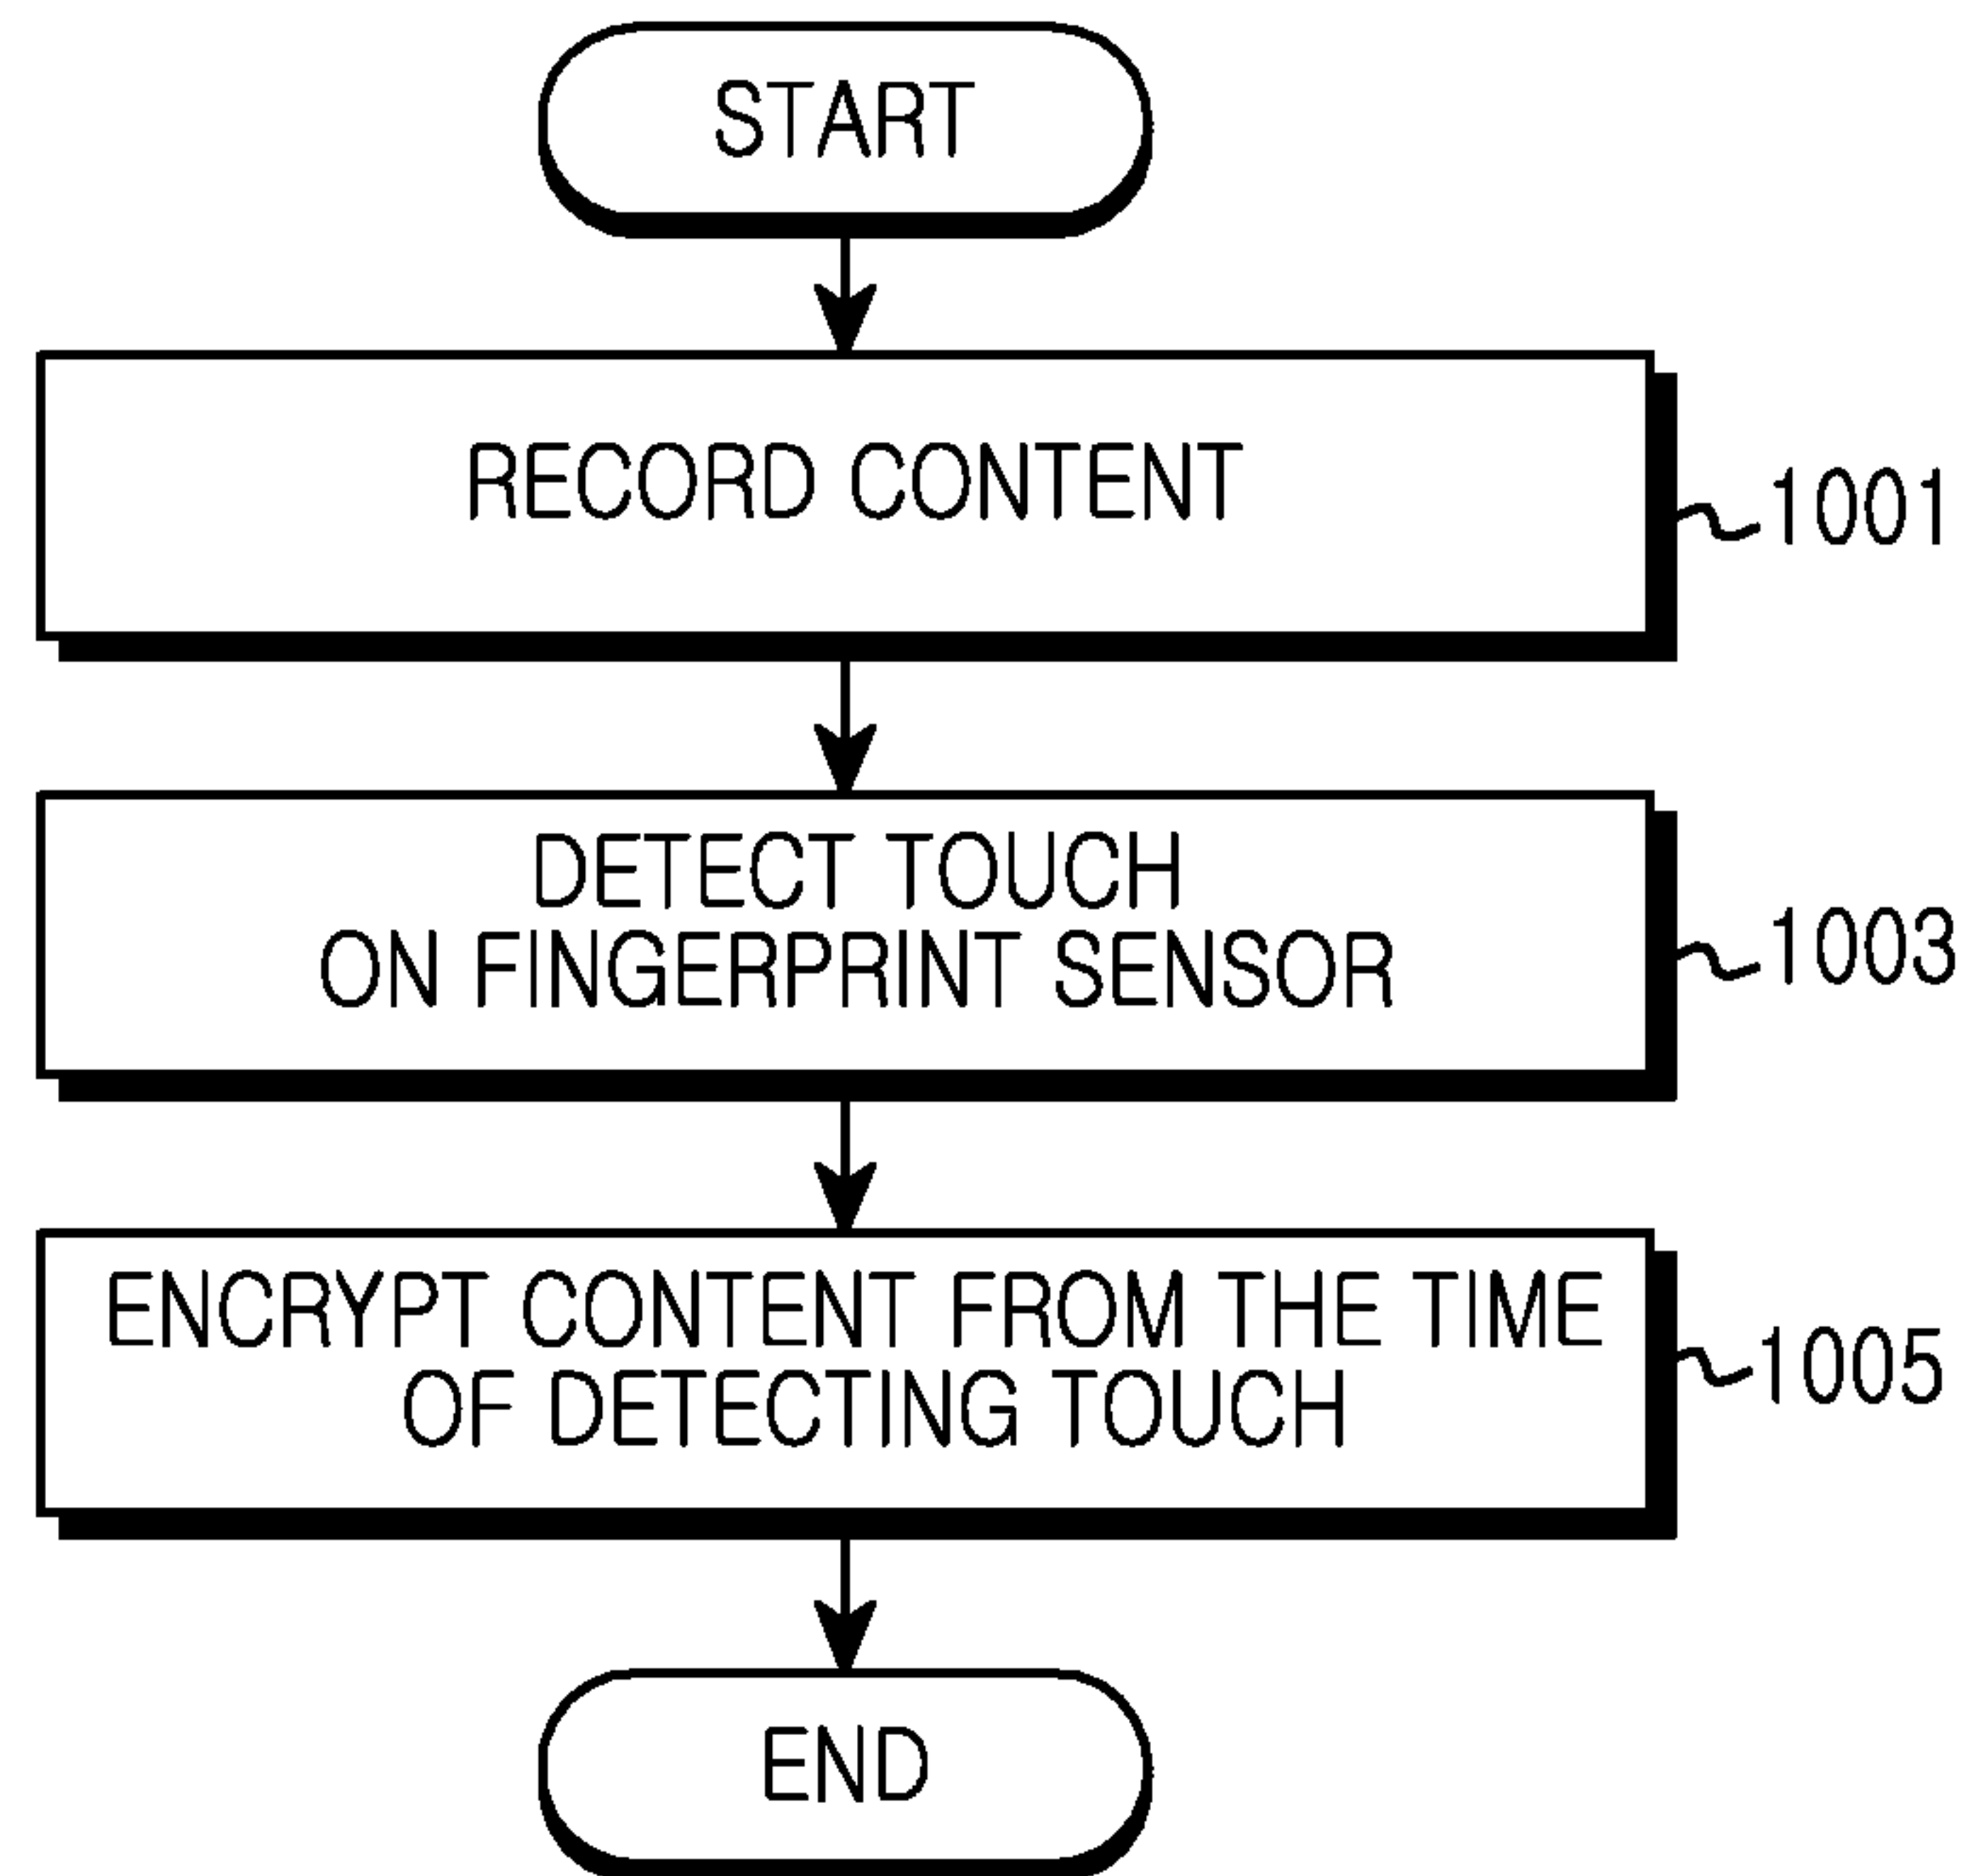 START
RECORD CONTENT
1001
DETECT TOUCH
ON FINGERPRINT SENSOR
1003
ENCRYPT CONTENT FROM THE TIME
OF DETECTING TOUCH
1005
END